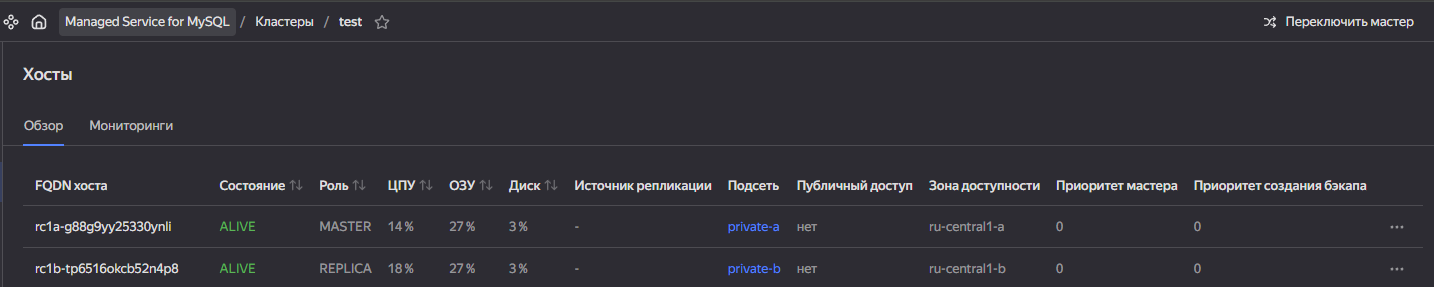 Managed Service for MySQL / Кластеры / test Переключить мастер
Хосты
Обзор Мониторинги
FQDN хоста Состояние Роль ЦПУ ОЗУ Диск Источник репликации Подсеть Публичный доступ Зона доступности Приоритет мастера Приоритет создания бэкапа
rc1a-g88g9yy25330ynli ALIVE MASTER 14 % 27 % 3 % - private-a нет ru-central1-a 0 0
rc1b-tp6516okcb52n4p8 ALIVE REPLICA 18 % 27 % 3 % - private-b нет ru-central1-b 0 0